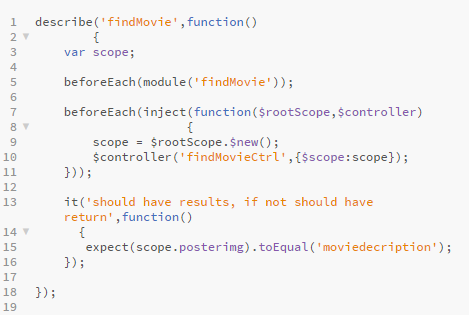 1 describe('findMovie',function()
2 {
3 var scope;
4
5 beforeEach(module('findMovie'));
6
7 beforeEach(inject(function($rootScope,$controller)
8 {
9 scope = $rootScope.$new();
10 $controller('findMovieCtrl',{$scope:scope});
11 }));
12
13 it('should have results, if not should have
return',function()
14 {
15 expect(scope.posterimg).toEqual('moviedecription');
16 });
17
18 });
19